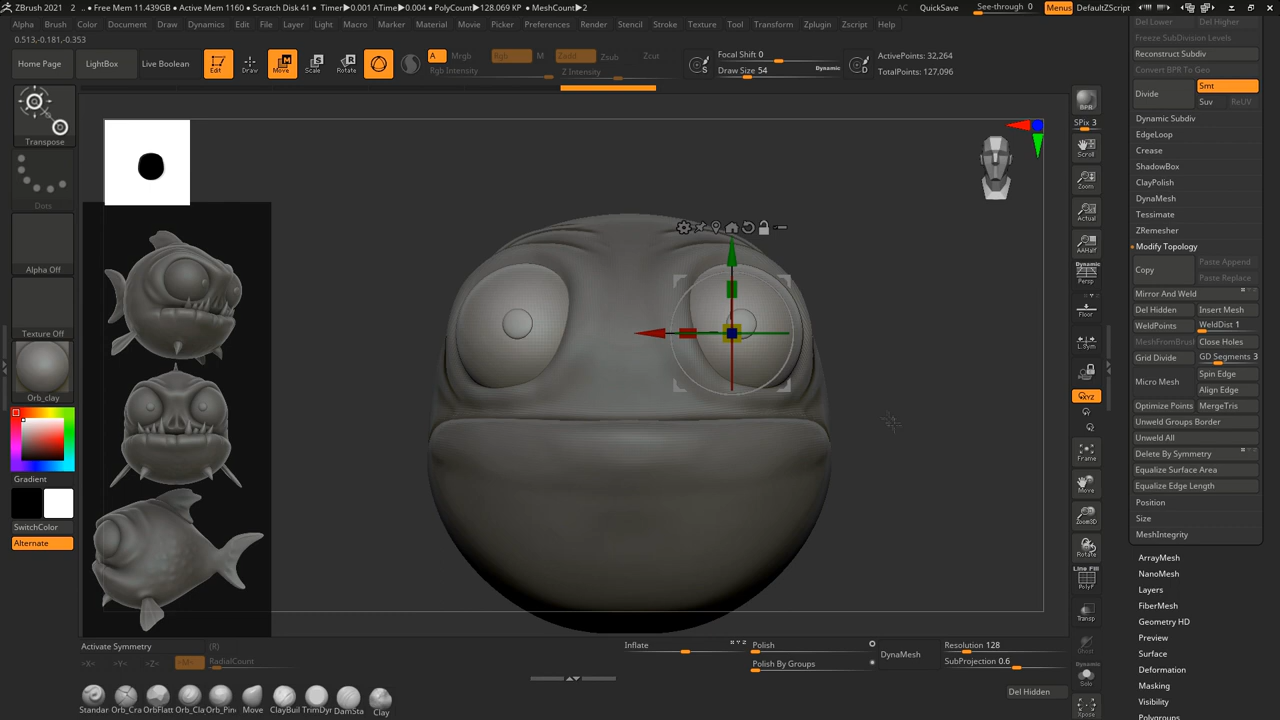 ZBrush 2021 2 .. Free Mem 11.439GB • Active Mem 1160 • Scratch Disk 41 • Timer▶0.001 ATime▶0.004 • PolyCount▶128.069 KP • MeshCount▶2
AC QuickSave See-through 0 Menus DefaultZScript
Alpha Brush Color Document Draw Dynamics Edit File Layer Light Macro Marker Material Movie Picker Preferences Render Stencil Stroke Texture Tool Transform Zplugin Zscript Help
0.513,-0.181,-0.353
Home Page
LightBox
Live Boolean
Edit
Draw
Move
Scale
Rotate
A
Mrgb
Rgb
M
Zadd
Zsub
Zcut
Rgb Intensity
Z Intensity
S
Focal Shift 0
Draw Size 54
Dynamic
D
ActivePoints: 32,264
TotalPoints: 127,096
Transpose
Dots
Alpha Off
Texture Off
Orb_clay
Gradient
SwitchColor
Alternate
BPR
SPix 3
Scroll
Zoom
Actual
AAHalf
Dynamic
Persp
Floor
L.Sym
XYZ
Frame
Move
Zoom3D
Rotate
Line Fill
PolyF
Transp
Ghost
Dynamic
Solo
Xpose
Del Lower Del Higher
Freeze SubDivision Levels
Reconstruct Subdiv
Convert BPR To Geo
Divide
Smt
Suv ReUV
Dynamic Subdiv
EdgeLoop
Crease
ShadowBox
ClayPolish
DynaMesh
Tessimate
ZRemesher
Modify Topology
Copy
Paste Append
Paste Replace
Mirror And Weld
Del Hidden Insert Mesh
WeldPoints WeldDist 1
MeshFromBrush Close Holes
Grid Divide GD Segments 3
Micro Mesh
Spin Edge
Align Edge
Optimize Points MergeTris
Unweld Groups Border
Unweld All
Delete By Symmetry
Equalize Surface Area
Equalize Edge Length
Position
Size
MeshIntegrity
ArrayMesh
NanoMesh
Layers
FiberMesh
Geometry HD
Preview
Surface
Deformation
Masking
Visibility
Polygroups
Activate Symmetry (R)
>X< >Y< >Z< >M< RadialCount
Inflate
Polish
Polish By Groups
DynaMesh
Resolution 128
SubProjection 0.6
Del Hidden
Standar Orb_Cra OrbFlatt Orb_Cla Orb_Pin Move ClayBuil TrimDyr DamSta Clay